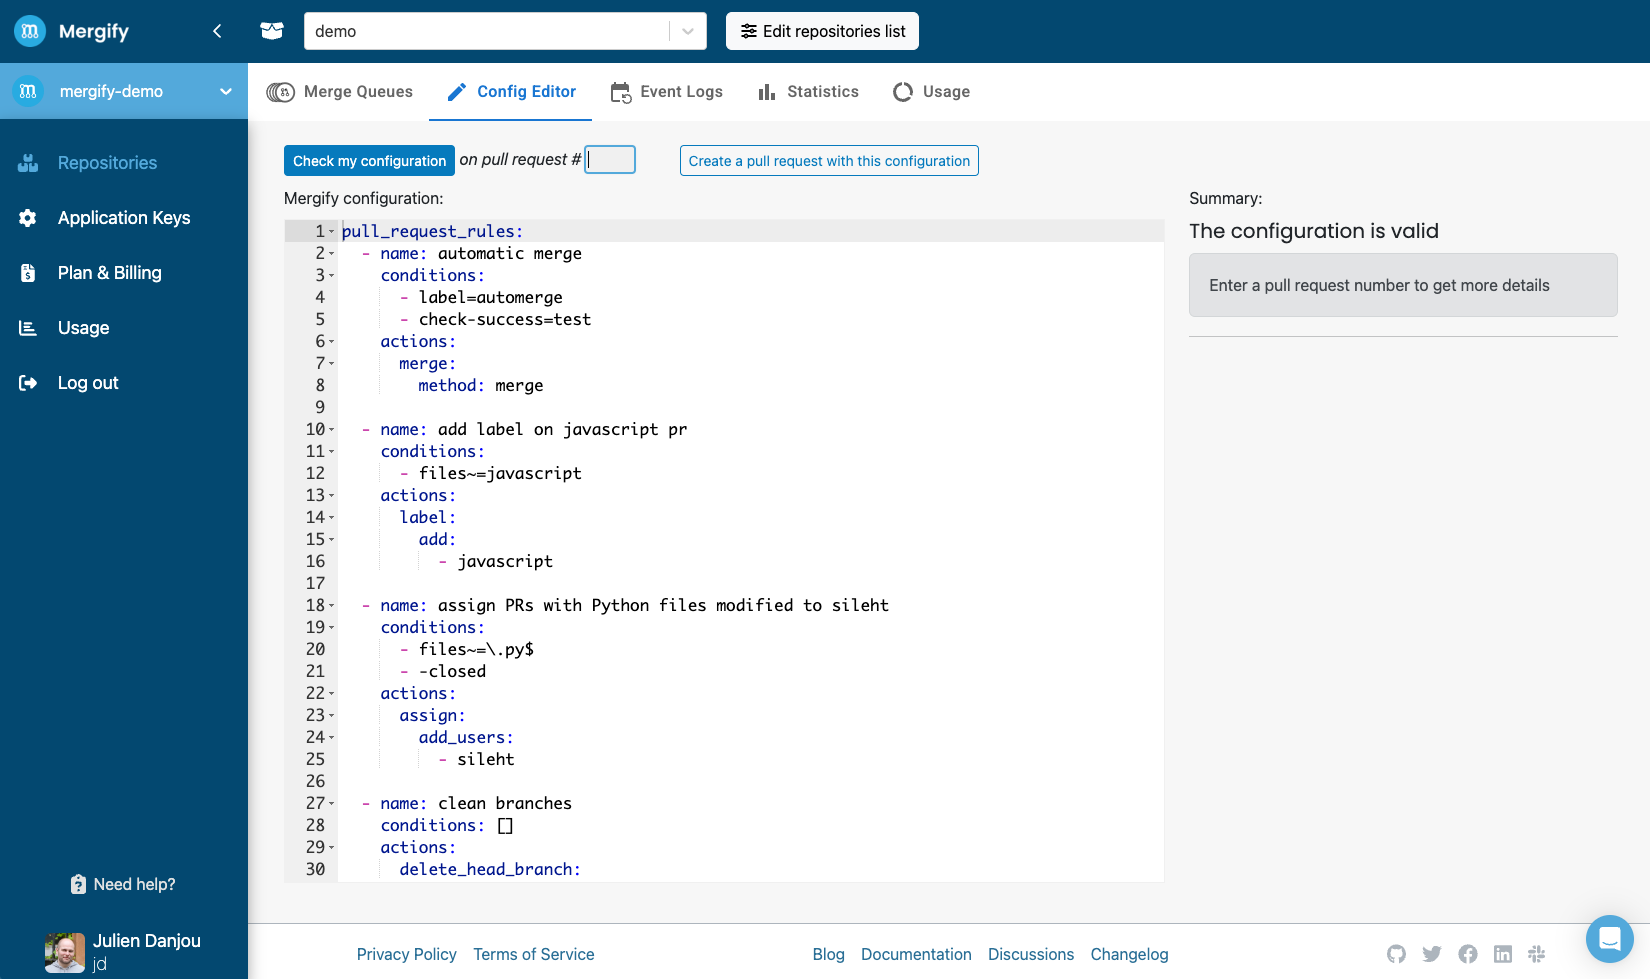 Mergify
demo
Edit repositories list
mergify-demo
Merge Queues
Config Editor
Event Logs
Statistics
Usage
Repositories
Application Keys
Plan & Billing
Usage
Log out
Check my configuration on pull request #
Create a pull request with this configuration
Mergify configuration:
1 pull_request_rules:
2   - name: automatic merge
3     conditions:
4       - label=automerge
5       - check-success=test
6     actions:
7       merge:
8         method: merge
9
10   - name: add label on javascript pr
11     conditions:
12       - files~=javascript
13     actions:
14       label:
15         add:
16           - javascript
17
18   - name: assign PRs with Python files modified to sileht
19     conditions:
20       - files~=\.py$
21       - -closed
22     actions:
23       assign:
24         add_users:
25           - sileht
26
27   - name: clean branches
28     conditions: []
29     actions:
30       delete_head_branch:
Summary:
The configuration is valid
Enter a pull request number to get more details
Need help?
Julien Danjou
jd
Privacy Policy
Terms of Service
Blog
Documentation
Discussions
Changelog